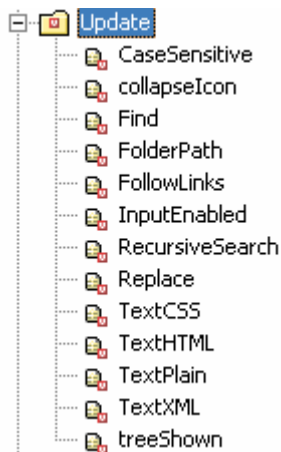 Update
CaseSensitive
collapseIcon
Find
FolderPath
FollowLinks
InputEnabled
RecursiveSearch
Replace
TextCSS
TextHTML
TextPlain
TextXML
treeShown